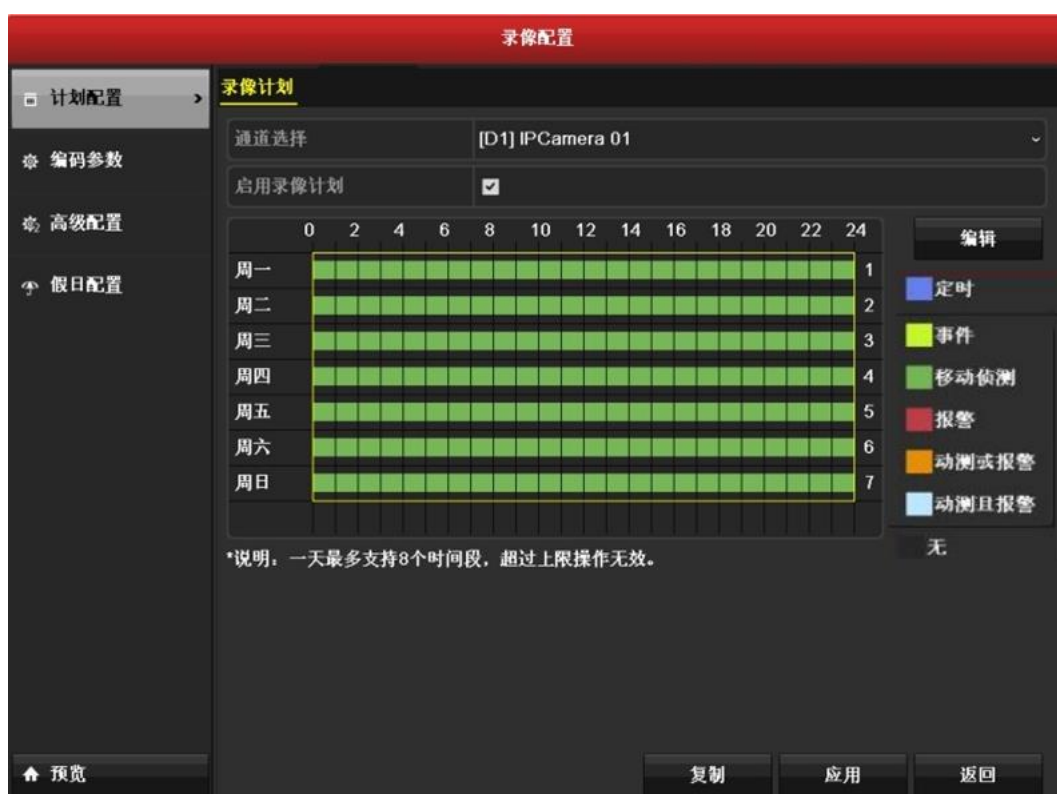 录像配置
计划配置
编码参数
高级配置
假日配置
预览
录像计划
通道选择 [D1] IPCamera 01
启用录像计划
0 2 4 6 8 10 12 14 16 18 20 22 24
周一 1
周二 2
周三 3
周四 4
周五 5
周六 6
周日 7
编辑
定时
事件
移动侦测
报警
动测或报警
动测且报警
无
*说明：一天最多支持8个时间段，超过上限操作无效。
复制 应用 返回